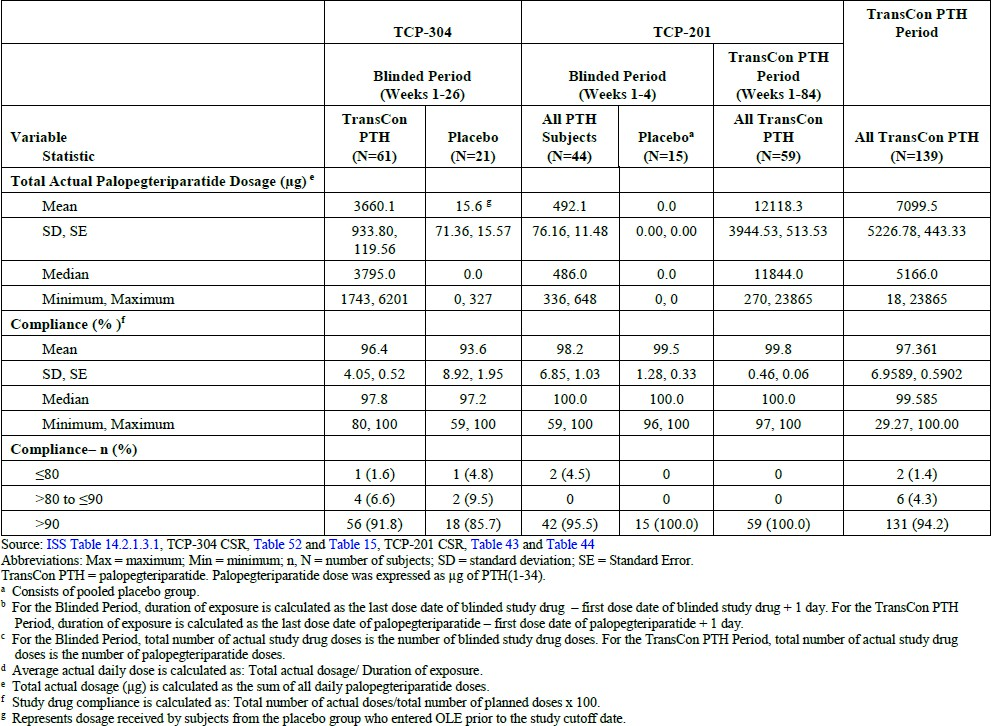 TCP-304 TCP-201 TransCon PTH
Period
Blinded Period
(Weeks 1-26) Blinded Period
(Weeks 1-4) TransCon PTH
Period
(Weeks 1-84)
Variable
Statistic TransCon
PTH
(N=61) Placebo
(N=21) All PTH
Subjects
(N=44) Placebo^a
(N=15) All TransCon
PTH
(N=59) All TransCon PTH
(N=139)
Total Actual Palopegteriparatide Dosage (µg) ^e
Mean 3660.1 15.6 ^g 492.1 0.0 12118.3 7099.5
SD, SE 933.80,
119.56 71.36, 15.57 76.16, 11.48 0.00, 0.00 3944.53, 513.53 5226.78, 443.33
Median 3795.0 0.0 486.0 0.0 11844.0 5166.0
Minimum, Maximum 1743, 6201 0, 327 336, 648 0, 0 270, 23865 18, 23865
Compliance (% )^f
Mean 96.4 93.6 98.2 99.5 99.8 97.361
SD, SE 4.05, 0.52 8.92, 1.95 6.85, 1.03 1.28, 0.33 0.46, 0.06 6.9589, 0.5902
Median 97.8 97.2 100.0 100.0 100.0 99.585
Minimum, Maximum 80, 100 59, 100 59, 100 96, 100 97, 100 29.27, 100.00
Compliance– n (%)
≤80 1 (1.6) 1 (4.8) 2 (4.5) 0 0 2 (1.4)
>80 to ≤90 4 (6.6) 2 (9.5) 0 0 0 6 (4.3)
>90 56 (91.8) 18 (85.7) 42 (95.5) 15 (100.0) 59 (100.0) 131 (94.2)
Source: ISS Table 14.2.1.3.1, TCP-304 CSR, Table 52 and Table 15, TCP-201 CSR, Table 43 and Table 44
Abbreviations: Max = maximum; Min = minimum; n, N = number of subjects; SD = standard deviation; SE = Standard Error.
TransCon PTH = palopegteriparatide. Palopegteriparatide dose was expressed as µg of PTH(1-34).
^a Consists of pooled placebo group.
^b For the Blinded Period, duration of exposure is calculated as the last dose date of blinded study drug – first dose date of blinded study drug + 1 day. For the TransCon PTH
Period, duration of exposure is calculated as the last dose date of palopegteriparatide – first dose date of palopegteriparatide + 1 day.
^c For the Blinded Period, total number of actual study drug doses is the number of blinded study drug doses. For the TransCon PTH Period, total number of actual study drug
doses is the number of palopegteriparatide doses.
^d Average actual daily dose is calculated as: Total actual dosage/ Duration of exposure.
^e Total actual dosage (µg) is calculated as the sum of all daily palopegteriparatide doses.
^f Study drug compliance is calculated as: Total number of actual doses/total number of planned doses x 100.
^g Represents dosage received by subjects from the placebo group who entered OLE prior to the study cutoff date.